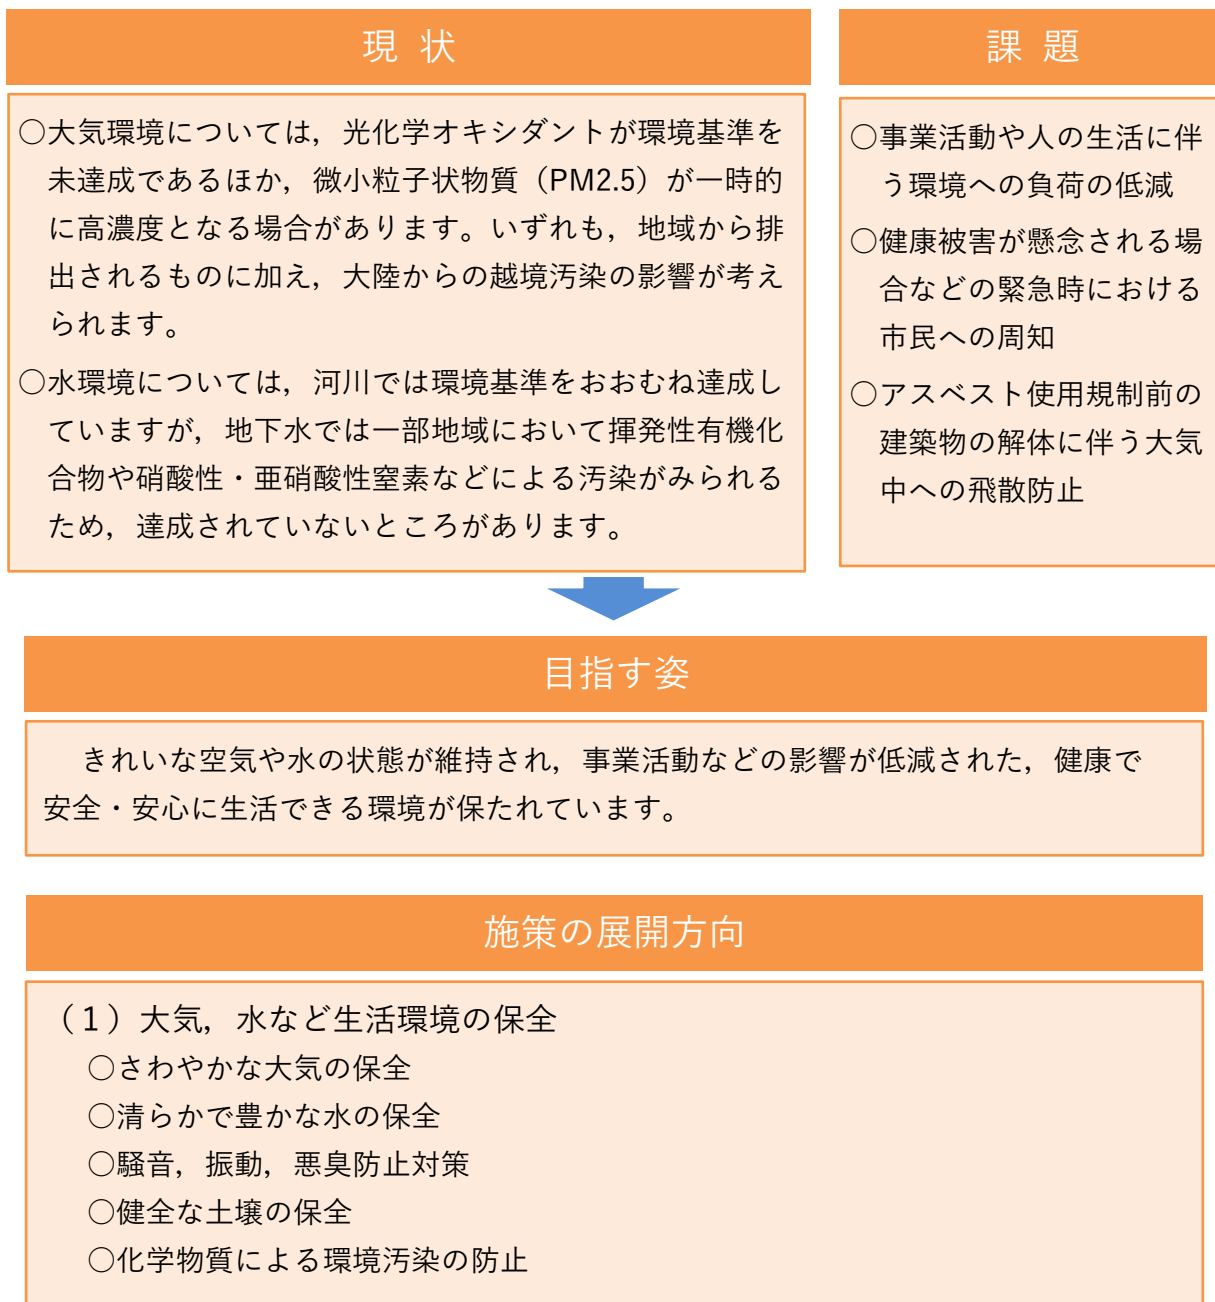 現 状
○大気環境については，光化学オキシダントが環境基準を
未達成であるほか，微小粒子状物質（PM2.5）が一時的
に高濃度となる場合があります。いずれも，地域から排
出されるものに加え，大陸からの越境汚染の影響が考え
られます。
○水環境については，河川では環境基準をおおむね達成し
ていますが，地下水では一部地域において揮発性有機化
合物や硝酸性・亜硝酸性窒素などによる汚染がみられる
ため，達成されていないところがあります。
課 題
○事業活動や人の生活に伴
う環境への負荷の低減
○健康被害が懸念される場
合などの緊急時における
市民への周知
○アスベスト使用規制前の
建築物の解体に伴う大気
中への飛散防止
目指す姿
きれいな空気や水の状態が維持され，事業活動などの影響が低減された，健康で
安全・安心に生活できる環境が保たれています。
施策の展開方向
（1）大気，水など生活環境の保全
○さわやかな大気の保全
○清らかで豊かな水の保全
○騒音，振動，悪臭防止対策
○健全な土壌の保全
○化学物質による環境汚染の防止